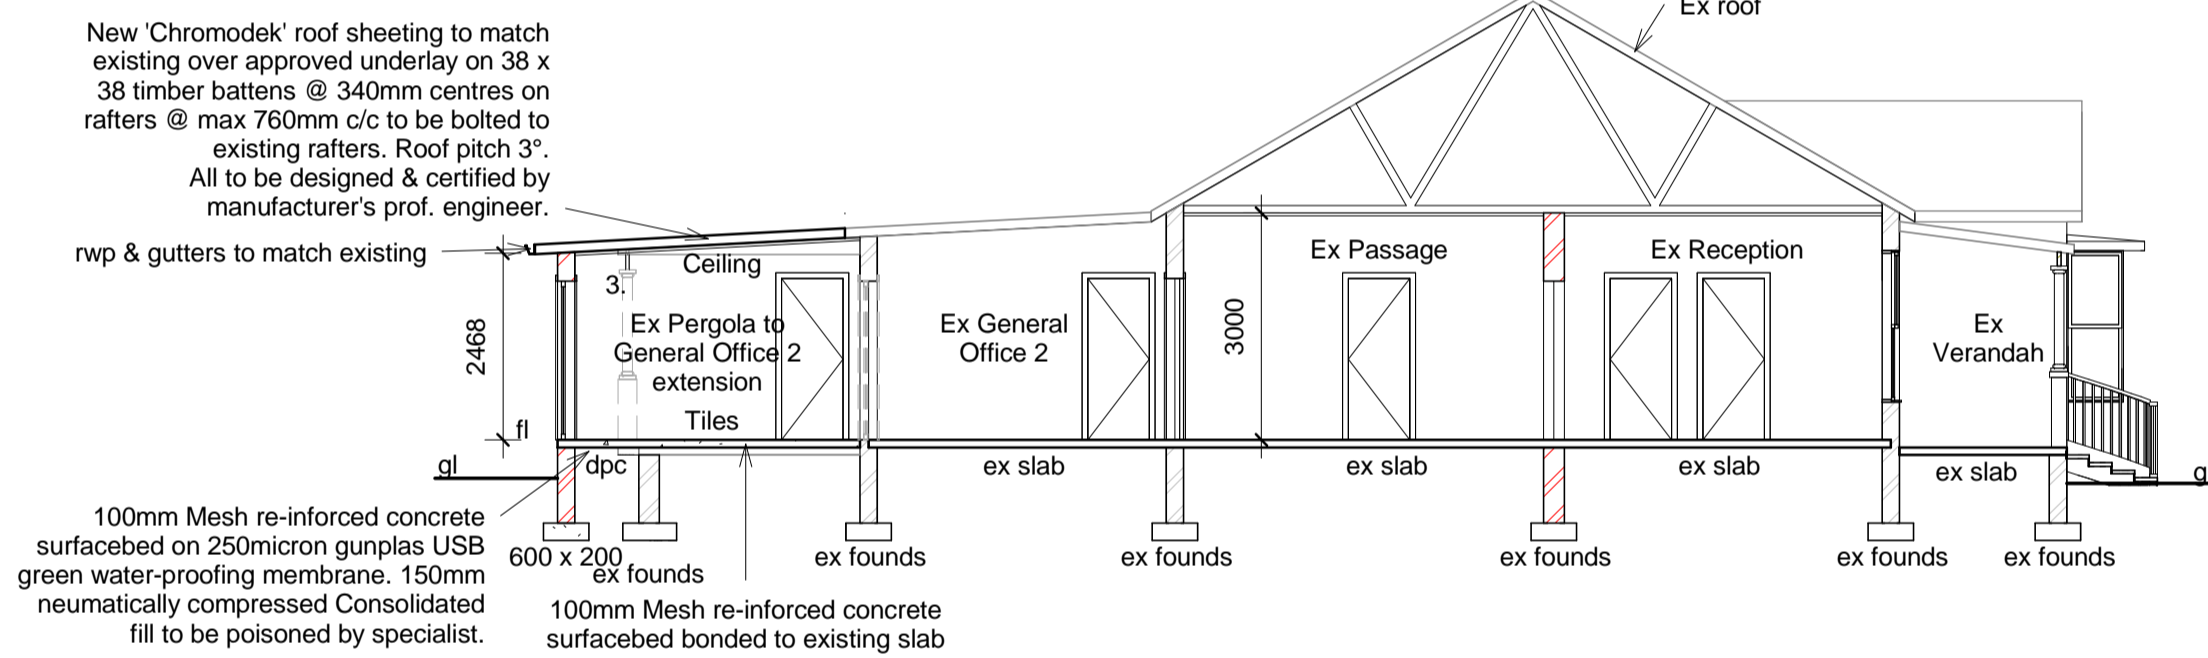 New 'Chromodek' roof sheeting to match
existing over approved underlay on 38 x
38 timber battens @ 340mm centres on
rafters @ max 760mm c/c to be bolted to
existing rafters. Roof pitch 3°.
All to be designed & certified by
manufacturer's prof. engineer.
rwp & gutters to match existing
Ex roof
Ceiling
3.
Ex Pergola to
General Office 2
extension
Tiles
Ex General
Office 2
Ex Passage
Ex Reception
Ex
Verandah
2468
3000
fl
gl
dpc
ex slab
ex slab
ex slab
ex slab
g
100mm Mesh re-inforced concrete
surfacebed on 250micron gunplas USB
green water-proofing membrane. 150mm
neumatically compressed Consolidated
fill to be poisoned by specialist.
600 x 200
ex founds
ex founds
ex founds
ex founds
ex founds
ex founds
100mm Mesh re-inforced concrete
surfacebed bonded to existing slab